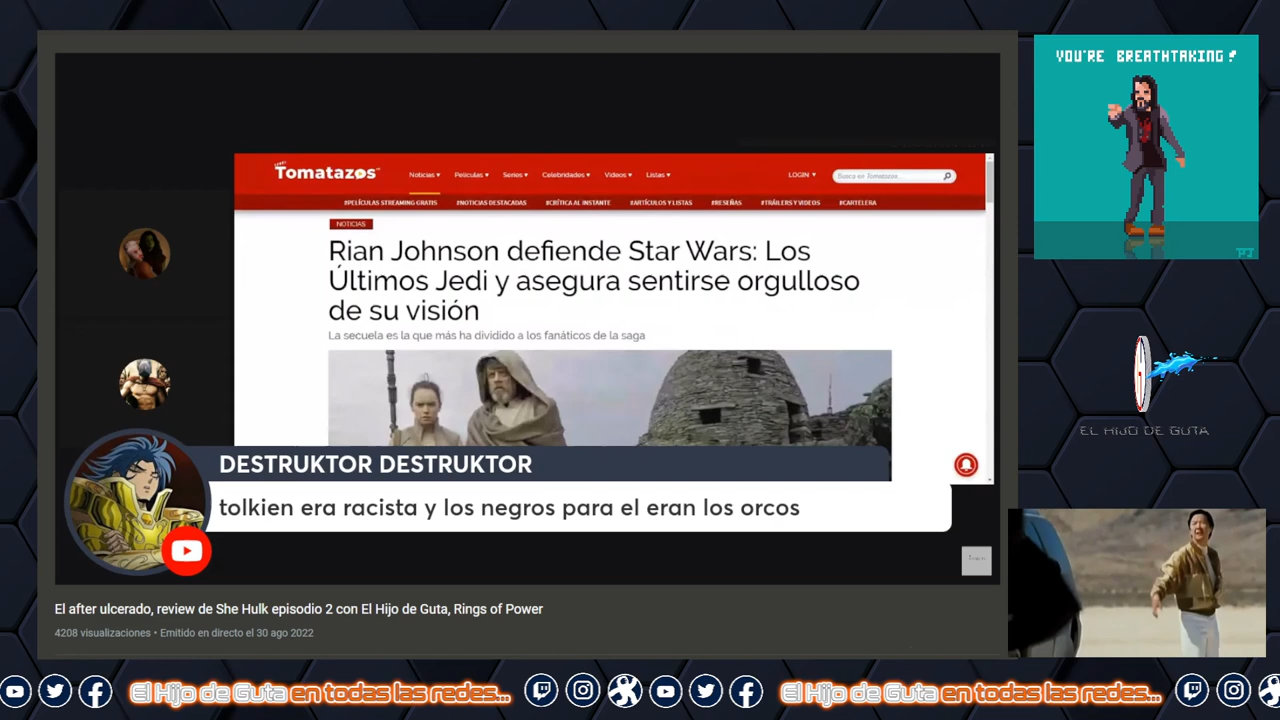 Tomatazos
Noticias
Películas
Series
Celebridades
Videos
Listas
LOGIN
Busca en Tomatazos...
#PELÍCULAS STREAMING GRATIS
#NOTICIAS DESTACADAS
#CRÍTICA AL INSTANTE
#ARTÍCULOS Y LISTAS
#RESEÑAS
#TRÁILERS Y VIDEOS
#CARTELERA
NOTICIAS
Rian Johnson defiende Star Wars: Los
Últimos Jedi y asegura sentirse orgulloso
de su visión
La secuela es la que más ha dividido a los fanáticos de la saga
DESTRUKTOR DESTRUKTOR
tolkien era racista y los negros para el eran los orcos
El after ulcerado, review de She Hulk episodio 2 con El Hijo de Guta, Rings of Power
4208 visualizaciones • Emitido en directo el 30 ago 2022
YOU'RE BREATHTAKING!
PJ
EL HIJO DE GUTA
El Hijo de Guta en todas las redes...
El Hijo de Guta en todas las redes...